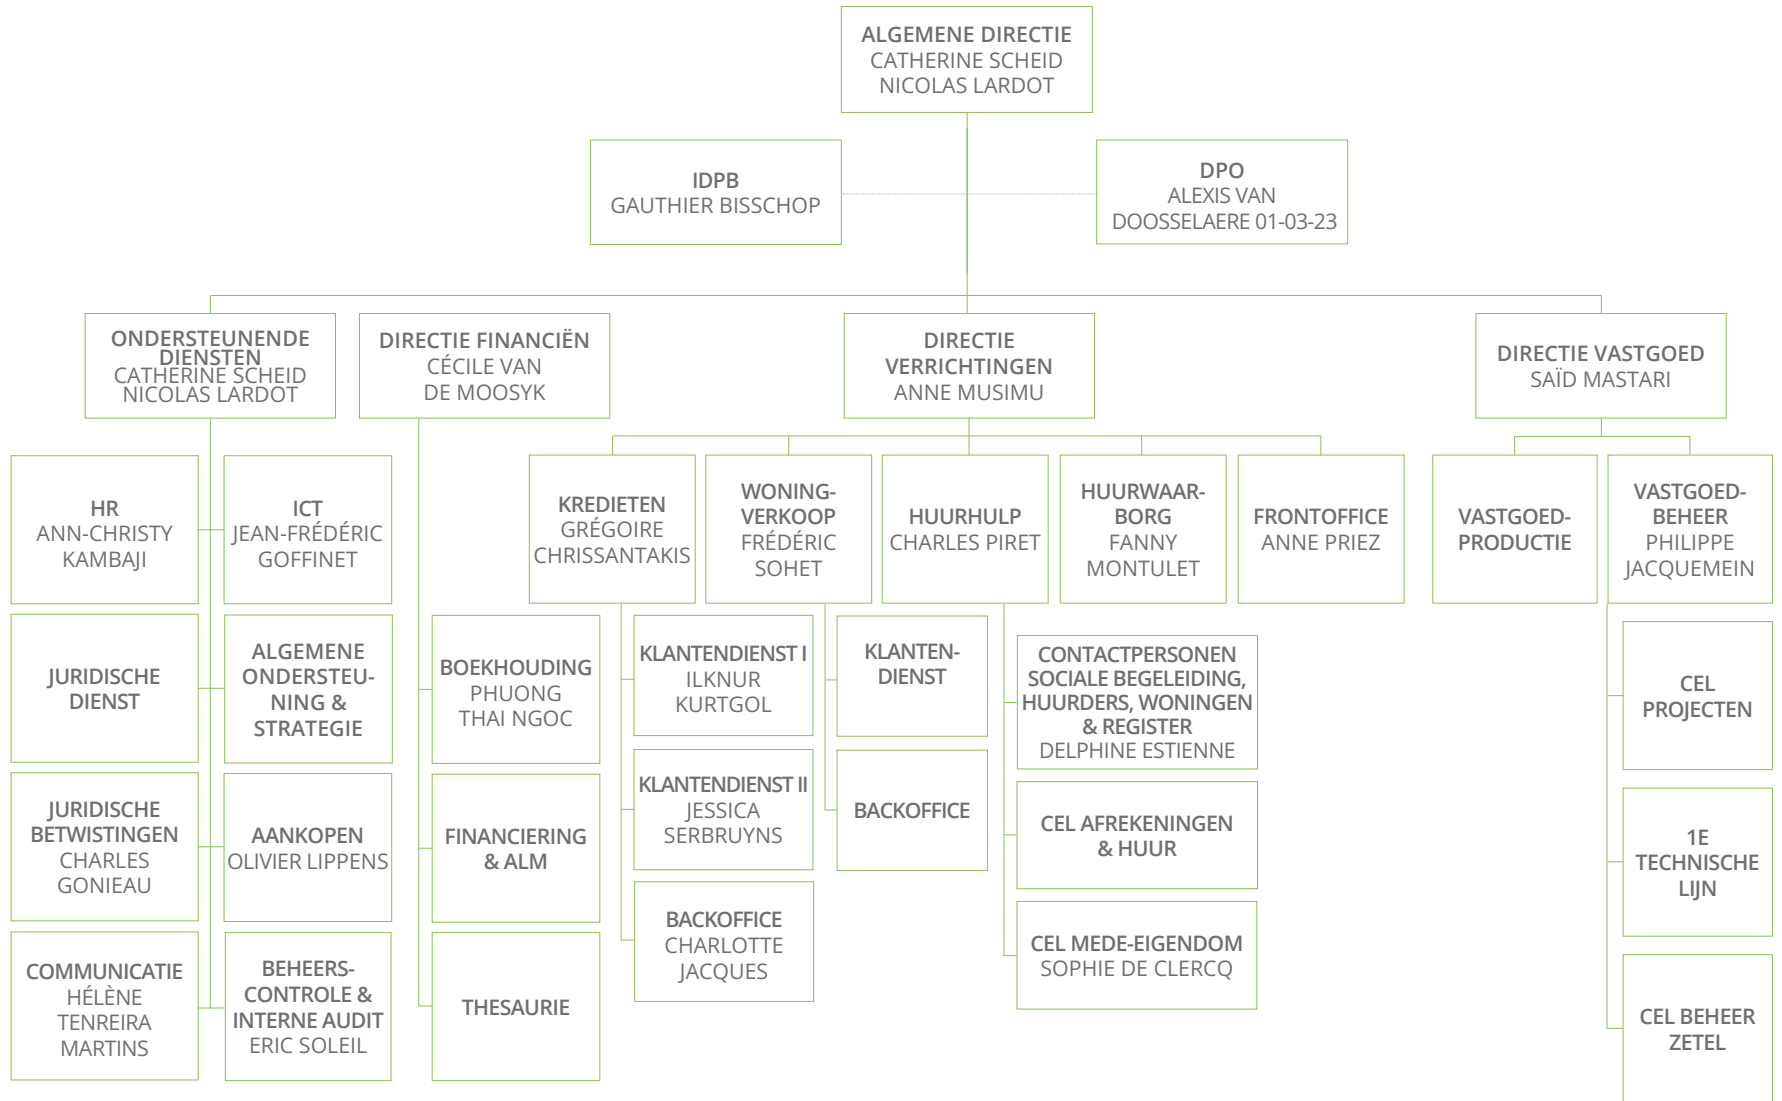 ALGEMENE DIRECTIE
CATHERINE SCHEID
NICOLAS LARDOT
IDPB
GAUTHIER BISSCHOP
DPO
ALEXIS VAN
DOOSSELAERE 01-03-23
ONDERSTEUNENDE
DIENSTEN
CATHERINE SCHEID
NICOLAS LARDOT
DIRECTIE FINANCIËN
CÉCILE VAN
DE MOOSYK
DIRECTIE
VERRICHTINGEN
ANNE MUSIMU
DIRECTIE VASTGOED
SAÏD MASTARI
HR
ANN-CHRISTY
KAMBAJI
ICT
JEAN-FRÉDÉRIC
GOFFINET
KREDIETEN
GRÉGOIRE
CHRISSANTAKIS
WONING-
VERKOOP
FRÉDÉRIC
SOHET
HUURHULP
CHARLES PIRET
HUURWAAR-
BORG
FANNY
MONTULET
FRONTOFFICE
ANNE PRIEZ
VASTGOED-
PRODUCTIE
VASTGOED-
BEHEER
PHILIPPE
JACQUEMEIN
JURIDISCHE
DIENST
ALGEMENE
ONDERSTEU-
NING &
STRATEGIE
BOEKHOUDING
PHUONG
THAI NGOC
KLANTENDIENST I
ILKNUR
KURTGOL
KLANTEN-
DIENST
CONTACTPERSONEN
SOCIALE BEGELEIDING,
HUURDERS, WONINGEN
& REGISTER
DELPHINE ESTIENNE
CEL
PROJECTEN
JURIDISCHE
BETWISTINGEN
CHARLES
GONIEAU
AANKOPEN
OLIVIER LIPPENS
FINANCIERING
& ALM
KLANTENDIENST II
JESSICA
SERBRUYNS
BACKOFFICE
CEL AFREKENINGEN
& HUUR
1E
TECHNISCHE
LIJN
COMMUNICATIE
HÉLÈNE
TENREIRA
MARTINS
BEHEERS-
CONTROLE &
INTERNE AUDIT
ERIC SOLEIL
THESAURIE
BACKOFFICE
CHARLOTTE
JACQUES
CEL MEDE-EIGENDOM
SOPHIE DE CLERCQ
CEL BEHEER
ZETEL